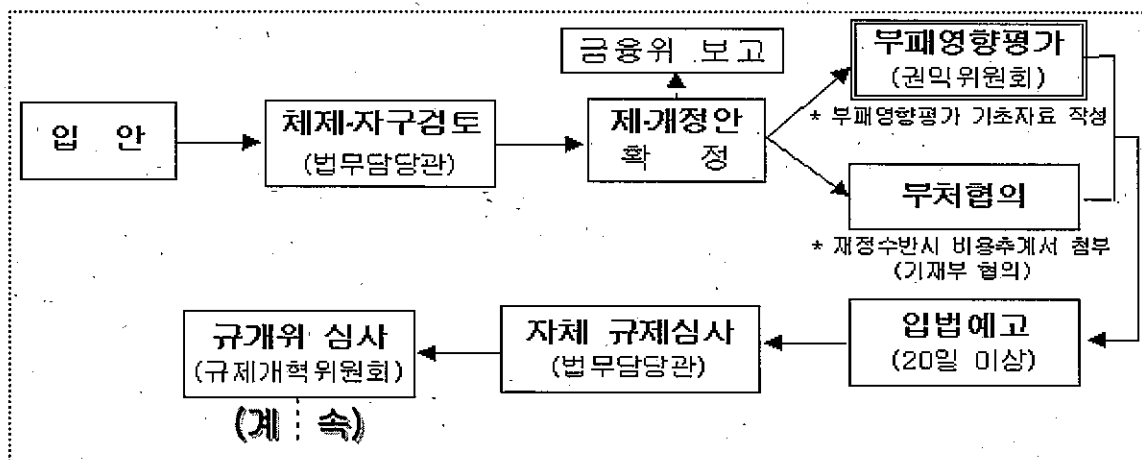 금융위 보고
부패영향평가
(권익위원회)
* 부패영향평가 기초자료 작성
입 안
체제·자구검토
(법무담당관)
제·개정안
확 정
부처협의
* 재정수반시 비용추계서 첨부
(기재부 협의)
입법예고
(20일 이상)
자체 규제심사
(법무담당관)
규개위 심사
(규제개혁위원회)
(계 속)